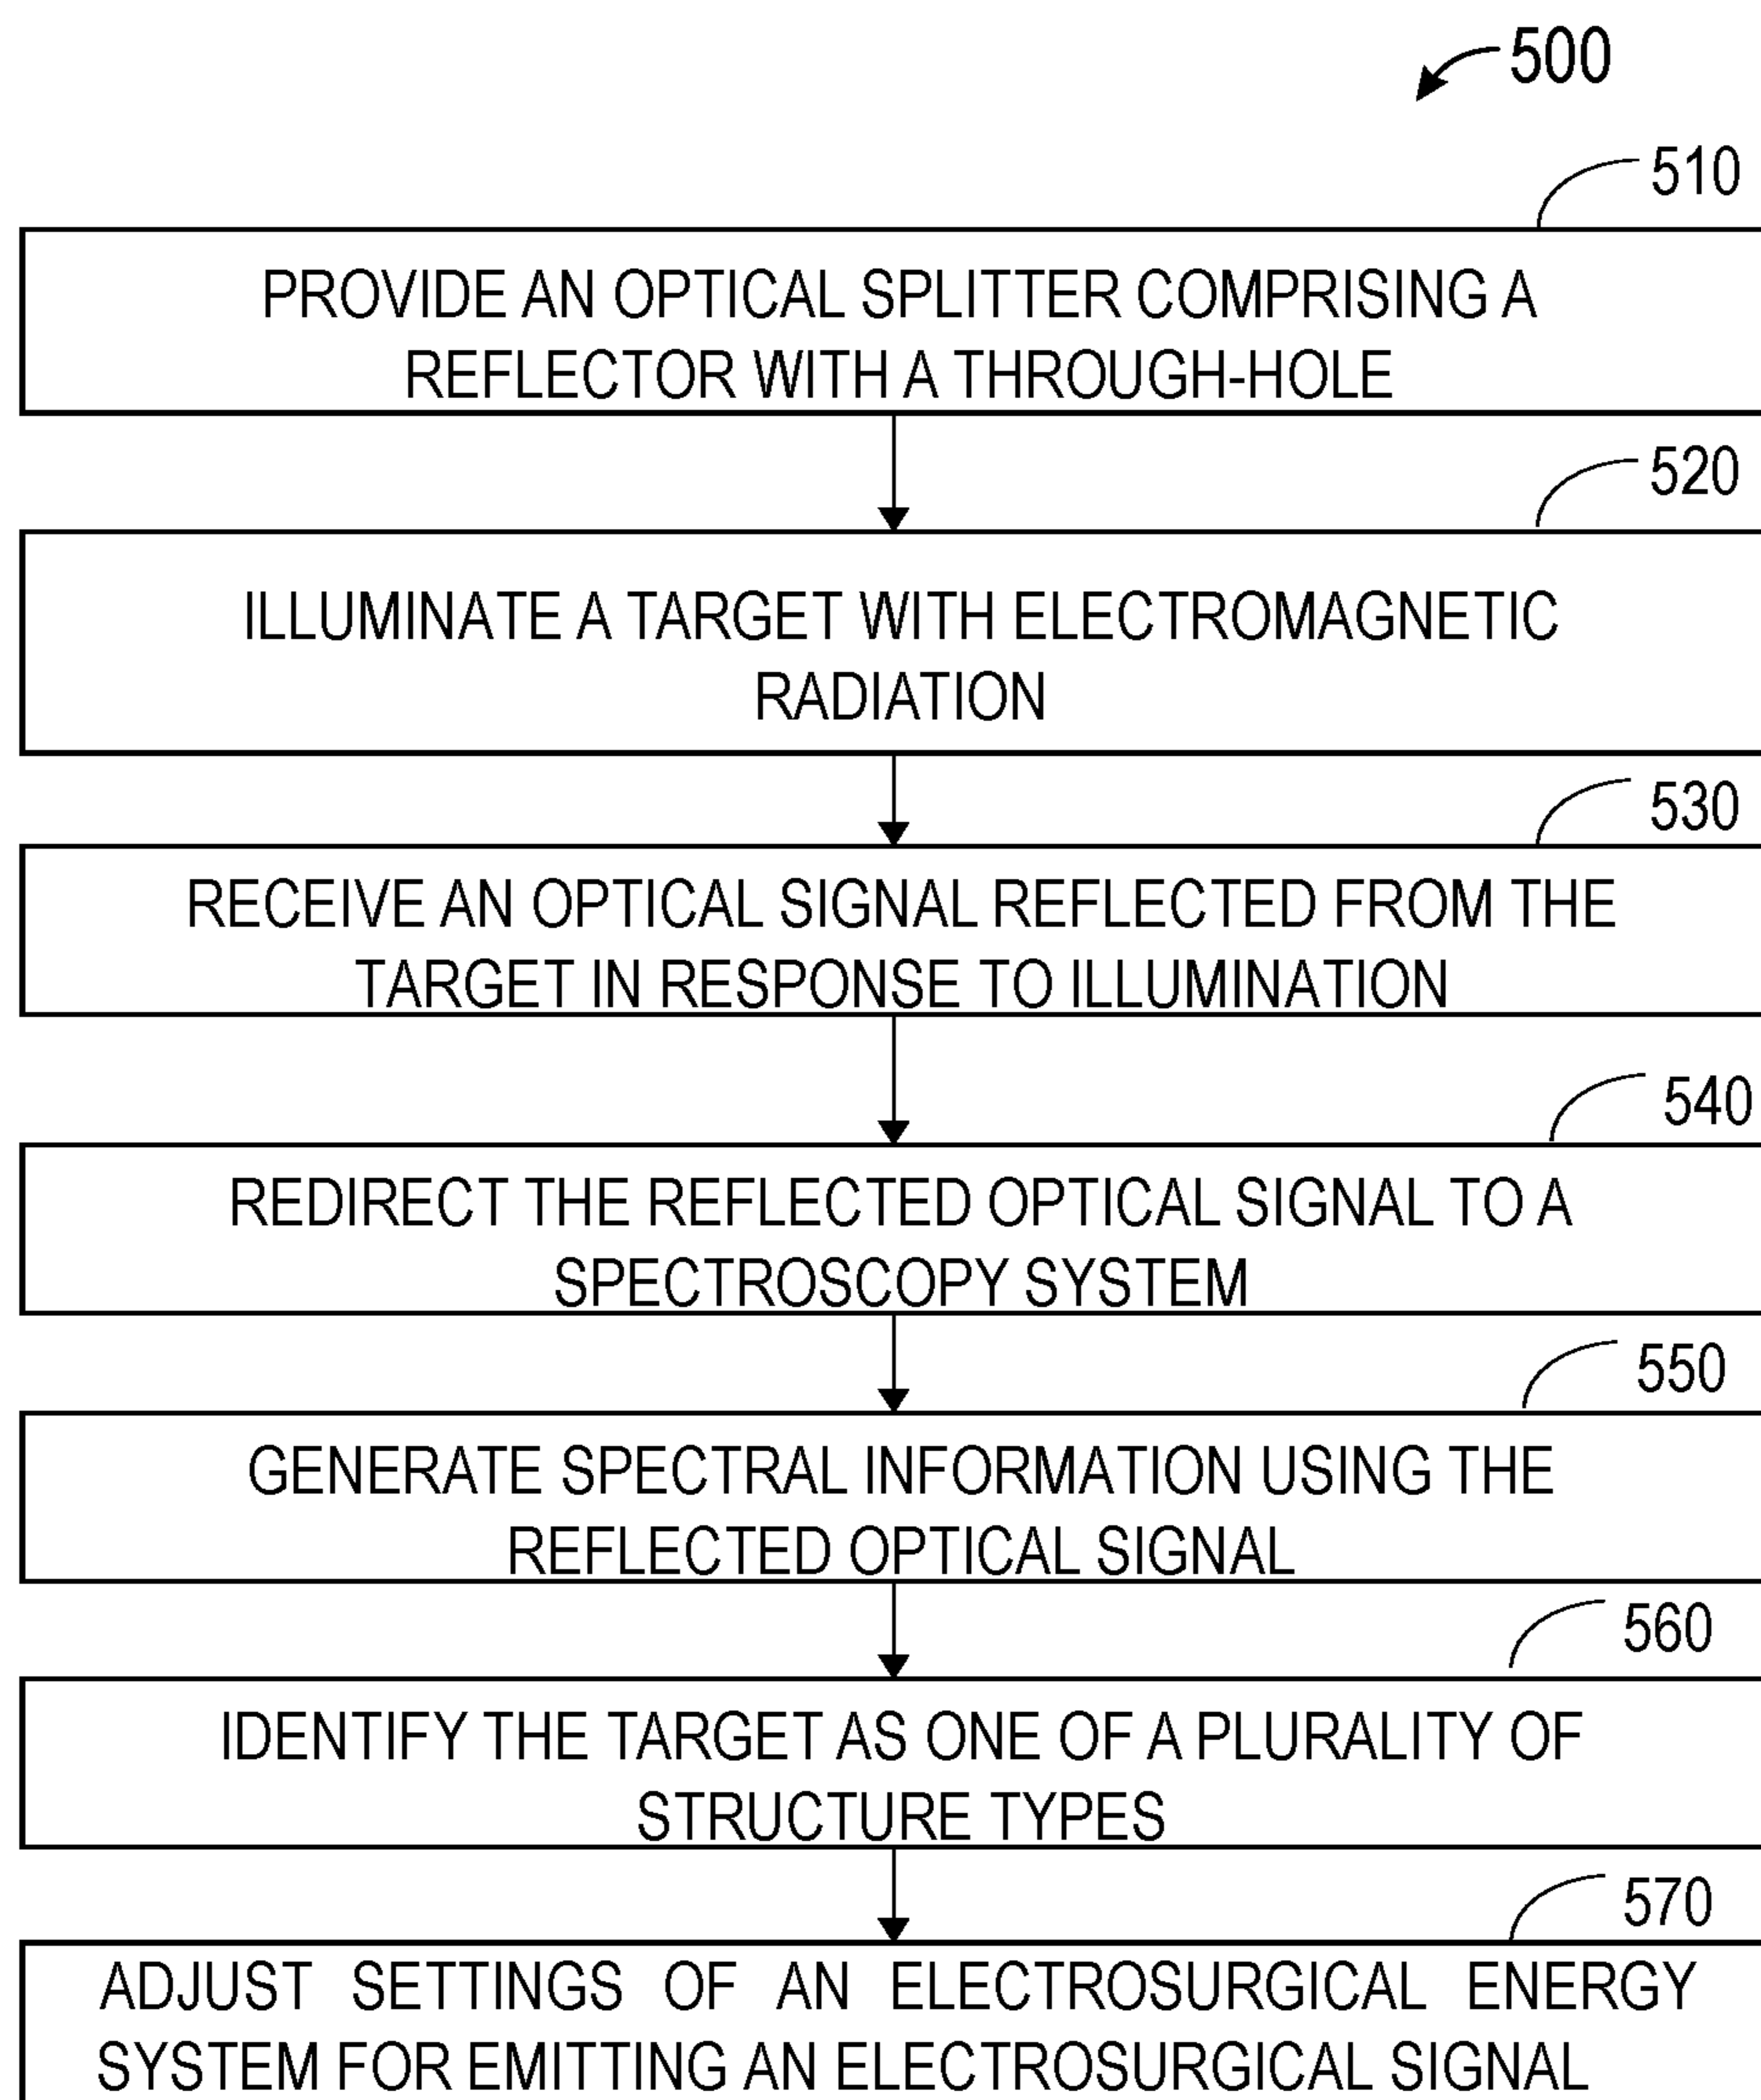 500
510
PROVIDE AN OPTICAL SPLITTER COMPRISING A
REFLECTOR WITH A THROUGH-HOLE
520
ILLUMINATE A TARGET WITH ELECTROMAGNETIC
RADIATION
530
RECEIVE AN OPTICAL SIGNAL REFLECTED FROM THE
TARGET IN RESPONSE TO ILLUMINATION
540
REDIRECT THE REFLECTED OPTICAL SIGNAL TO A
SPECTROSCOPY SYSTEM
550
GENERATE SPECTRAL INFORMATION USING THE
REFLECTED OPTICAL SIGNAL
560
IDENTIFY THE TARGET AS ONE OF A PLURALITY OF
STRUCTURE TYPES
570
ADJUST SETTINGS OF AN ELECTROSURGICAL ENERGY
SYSTEM FOR EMITTING AN ELECTROSURGICAL SIGNAL